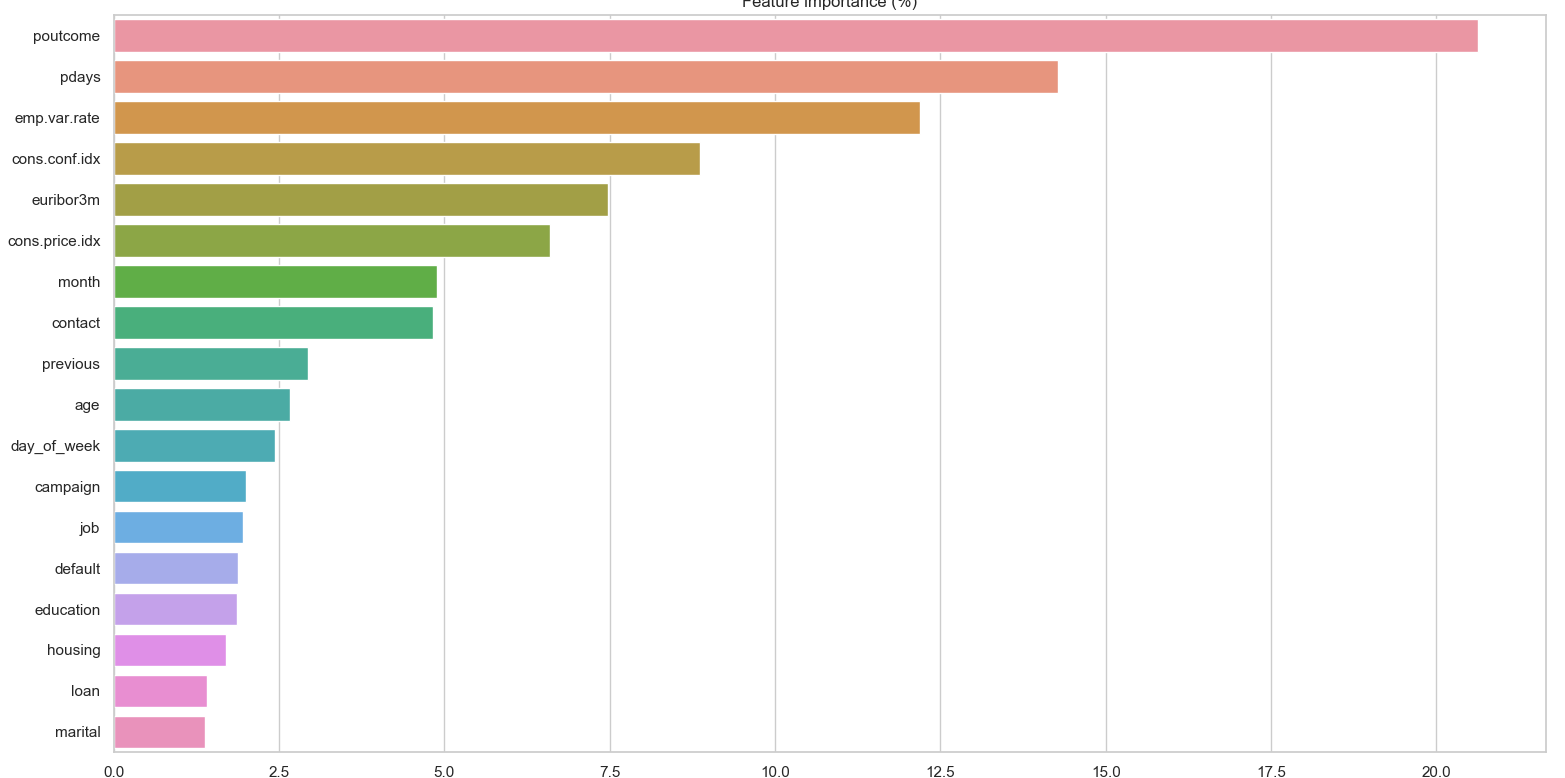 Feature Importance (%)
poutcome
pdays
emp.var.rate
cons.conf.idx
euribor3m
cons.price.idx
month
contact
previous
age
day_of_week
campaign
job
default
education
housing
loan
marital
0.0 2.5 5.0 7.5 10.0 12.5 15.0 17.5 20.0